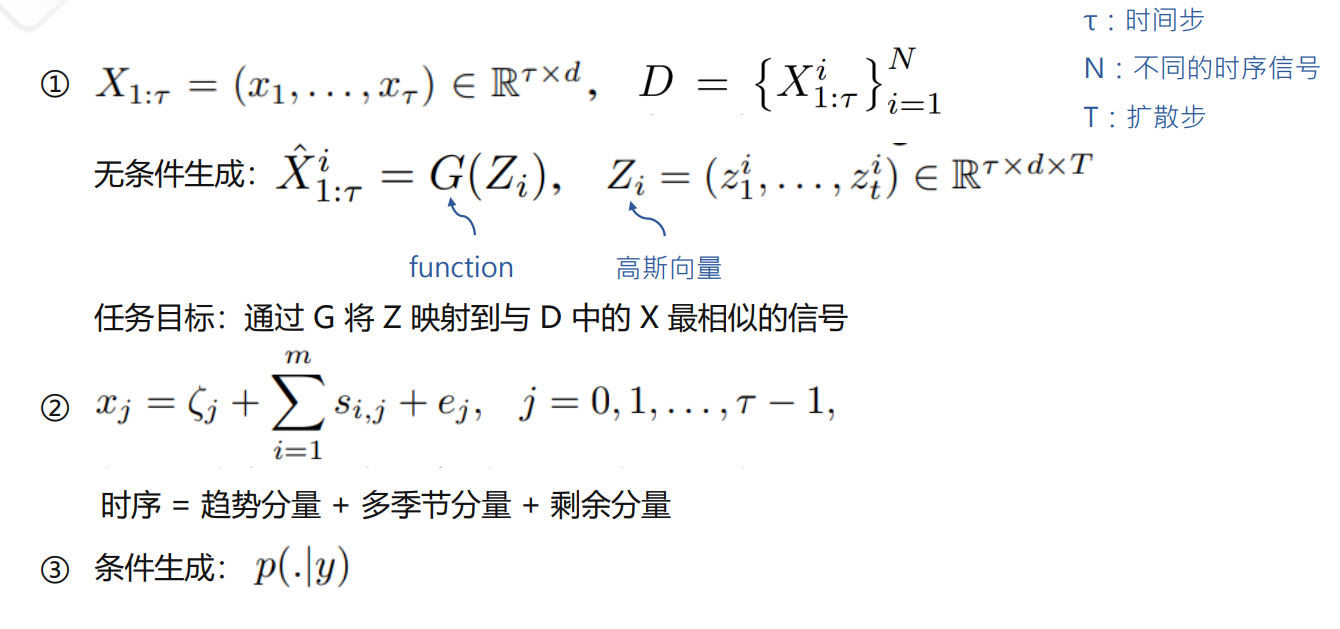 τ：时间步
N：不同的时序信号
T：扩散步
① X_{1:τ} = (x_1, . . . , x_τ) ∈ ℝ^{τ×d}, D = {X^i_{1:τ}}^N_{i=1}
无条件生成： X̂^i_{1:τ} = G(Z_i), Z_i = (z^i_1, . . . , z^i_t) ∈ ℝ^{τ×d×T}
function 高斯向量
任务目标：通过 G 将 Z 映射到与 D 中的 X 最相似的信号
② x_j = ζ_j + ∑_{i=1}^{m} s_{i,j} + e_j, j = 0, 1, . . . , τ − 1,
时序 = 趋势分量 + 多季节分量 + 剩余分量
③ 条件生成： p(.|y)